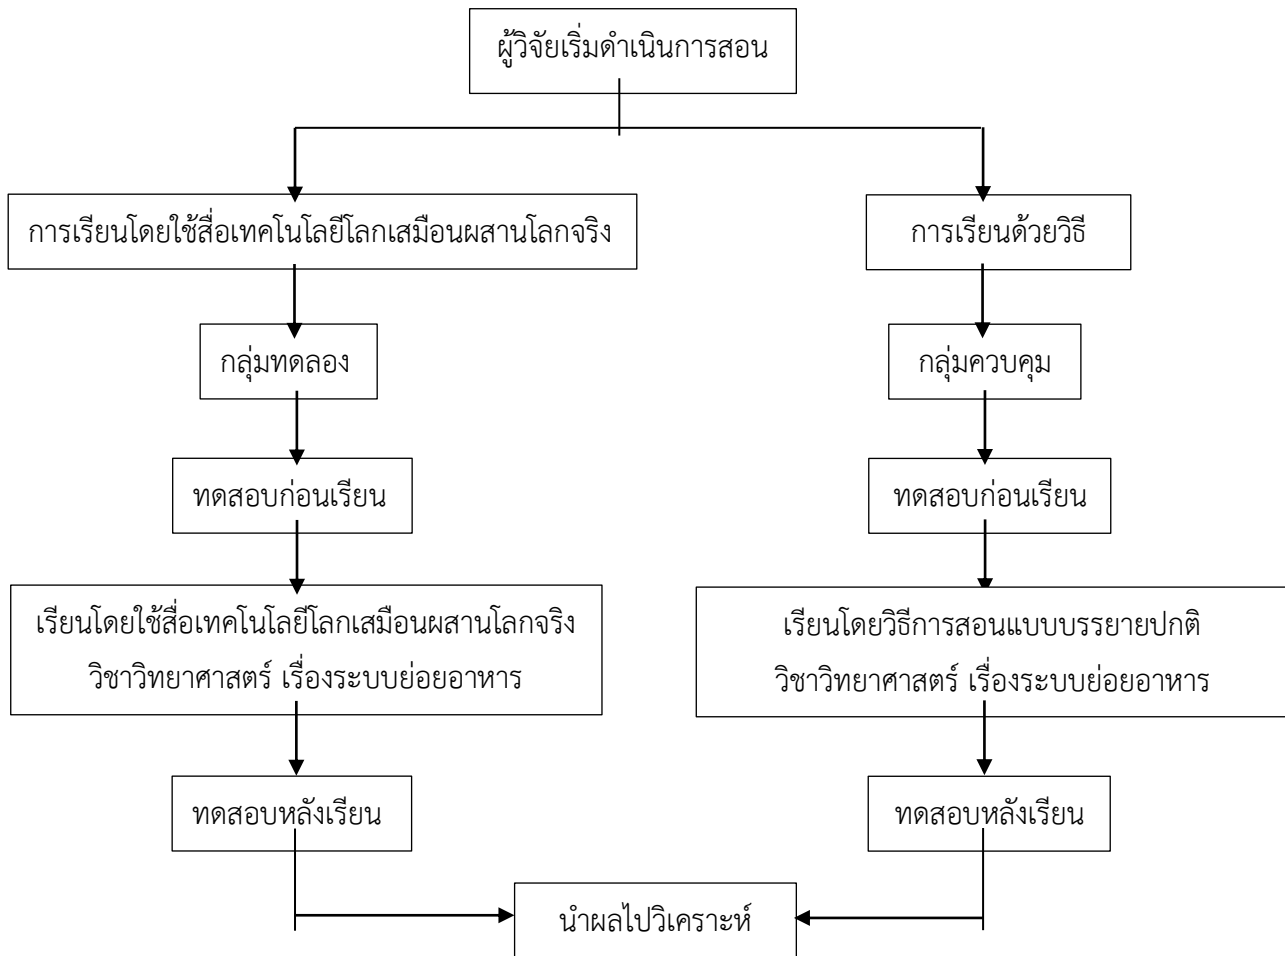 ผู้วิจัยเริ่มดำเนินการสอน
การเรียนโดยใช้สื่อเทคโนโลยีโลกเสมือนผสานโลกจริง
การเรียนด้วยวิธี
กลุ่มทดลอง
กลุ่มควบคุม
ทดสอบก่อนเรียน
ทดสอบก่อนเรียน
เรียนโดยใช้สื่อเทคโนโลยีโลกเสมือนผสานโลกจริง
วิชาวิทยาศาสตร์ เรื่องระบบย่อยอาหาร
เรียนโดยวิธีการสอนแบบบรรยายปกติ
วิชาวิทยาศาสตร์ เรื่องระบบย่อยอาหาร
ทดสอบหลังเรียน
ทดสอบหลังเรียน
นำผลไปวิเคราะห์